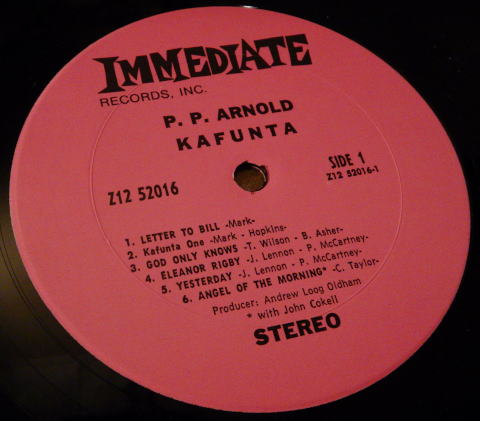 IMMEDIATE
RECORDS, INC.
P. P. ARNOLD
KAFUNTA
Z12 52016
SIDE 1
Z12 52016-1
1. LETTER TO BILL -Mark-
2. Kafunta One -Mark - Hopkins-
3. GOD ONLY KNOWS -T. Wilson - B. Asher-
4. ELEANOR RIGBY -J. Lennon - P. McCartney-
5. YESTERDAY -J. Lennon - P. McCartney-
6. ANGEL OF THE MORNING* -C. Taylor-
Producer: Andrew Loog Oldham
* with John Cokell
STEREO